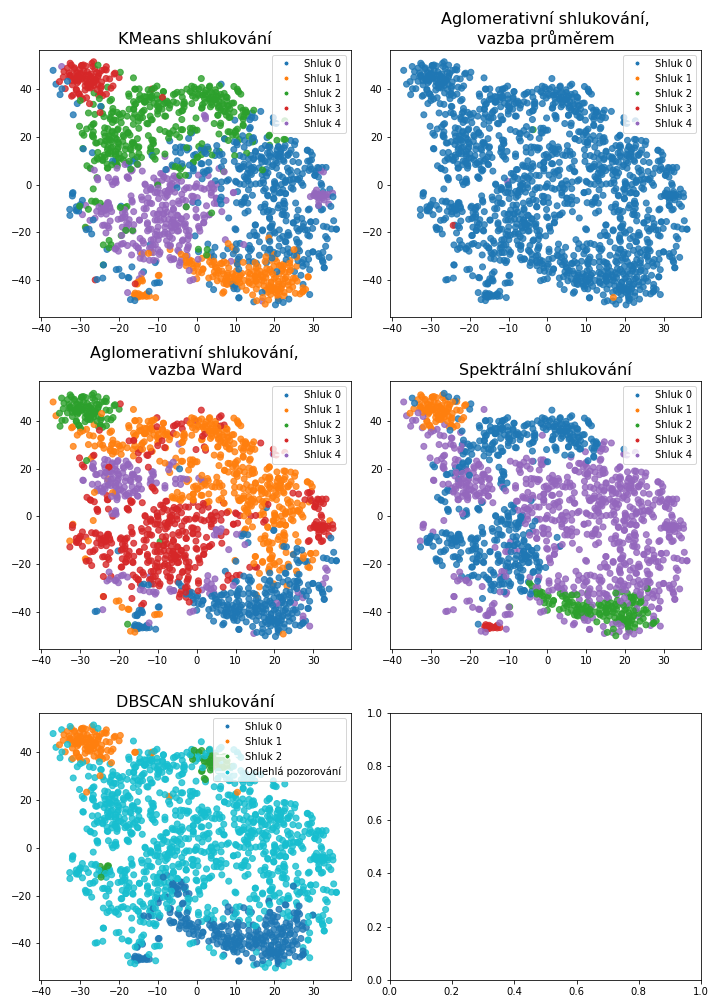 KMeans shlukování
Shluk 0
Shluk 1
Shluk 2
Shluk 3
Shluk 4
40
20
0
−20
−40
−40 −30 −20 −10 0 10 20 30
Aglomerativní shlukování,
vazba průměrem
Shluk 0
Shluk 1
Shluk 2
Shluk 3
Shluk 4
40
20
0
−20
−40
−40 −30 −20 −10 0 10 20 30
Aglomerativní shlukování,
vazba Ward
Shluk 0
Shluk 1
Shluk 2
Shluk 3
Shluk 4
40
20
0
−20
−40
−40 −30 −20 −10 0 10 20 30
Spektrální shlukování
Shluk 0
Shluk 1
Shluk 2
Shluk 3
Shluk 4
40
20
0
−20
−40
−40 −30 −20 −10 0 10 20 30
DBSCAN shlukování
Shluk 0
Shluk 1
Shluk 2
Odlehlá pozorování
40
20
0
−20
−40
−40 −30 −20 −10 0 10 20 30
1.0
0.8
0.6
0.4
0.2
0.0
0.0 0.2 0.4 0.6 0.8 1.0